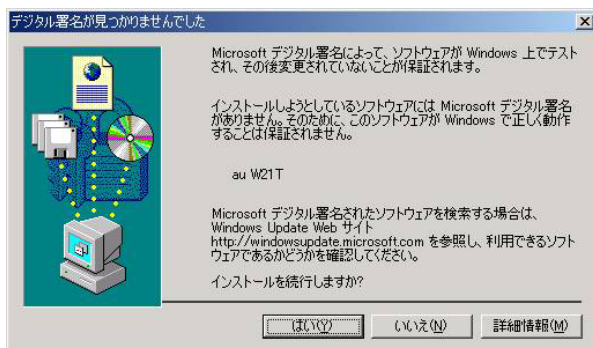 デジタル署名が見つかりませんでした
Microsoft デジタル署名によって、ソフトウェアが Windows 上でテスト
され、その後変更されていないことが保証されます。
インストールしようとしているソフトウェアには Microsoft デジタル署名
がありません。そのために、このソフトウェアが Windows で正しく動作
することは保証されません。
au W21T
Microsoft デジタル署名されたソフトウェアを検索する場合は、
Windows Update Web サイト
http://windowsupdate.microsoft.com を参照し、利用できるソフト
ウェアであるかどうかを確認してください。
インストールを続行しますか?
はい(Y) いいえ(N) 詳細情報(M)